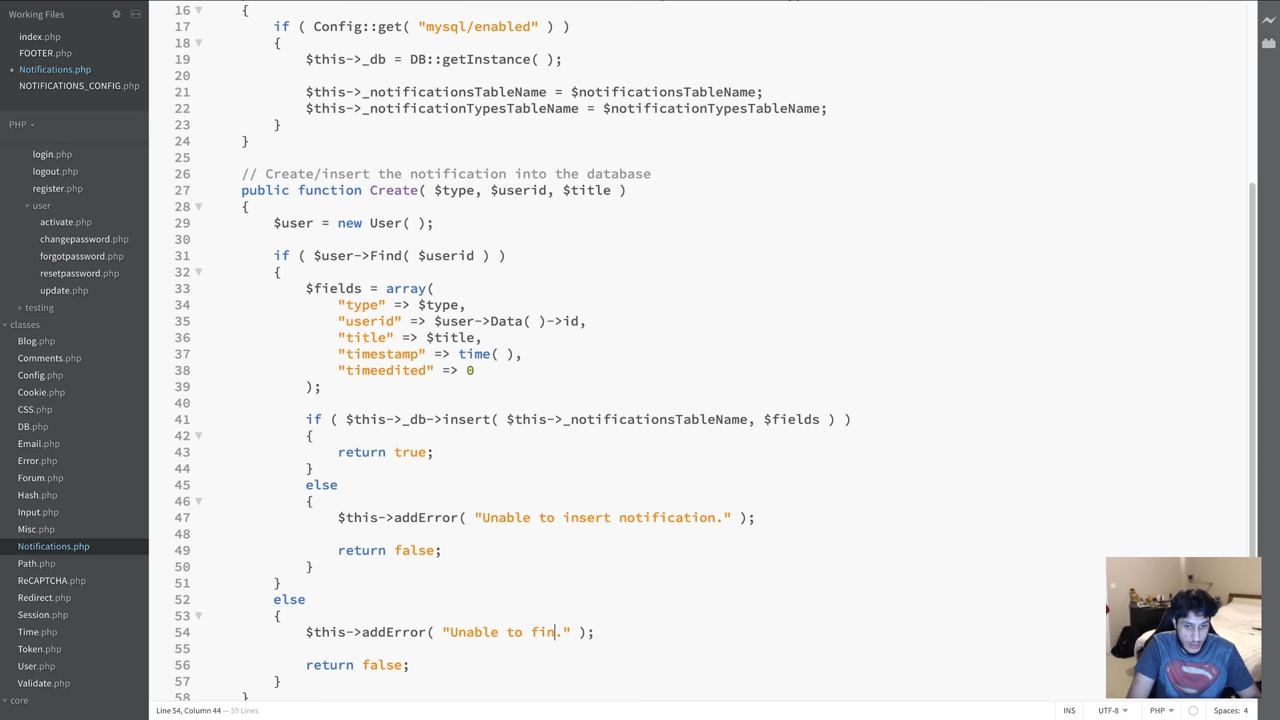 Working Files
index.php
FOOTER.php
Notifications.php
NOTIFICATIONS_CONFIG.php
PHP
login.php
logout.php
register.php
user
activate.php
changepassword.php
forgotpassword.php
resetpassword.php
update.php
testing
classes
Blog.php
Comments.php
Config.php
Cookie.php
CSS.php
DB.php
Email.php
Error.php
Forum.php
Hash.php
Input.php
Misc.php
Notifications.php
Path.php
ReCAPTCHA.php
Redirect.php
Session.php
Time.php
Token.php
User.php
Validate.php
core
16 {
17 if ( Config::get( "mysql/enabled" ) )
18 {
19 $this->_db = DB::getInstance( );
20
21 $this->_notificationsTableName = $notificationsTableName;
22 $this->_notificationTypesTableName = $notificationTypesTableName;
23 }
24 }
25
26 // Create/insert the notification into the database
27 public function Create( $type, $userid, $title )
28 {
29 $user = new User( );
30
31 if ( $user->Find( $userid ) )
32 {
33 $fields = array(
34 "type" => $type,
35 "userid" => $user->Data( )->id,
36 "title" => $title,
37 "timestamp" => time( ),
38 "timeedited" => 0
39 );
40
41 if ( $this->_db->insert( $this->_notificationsTableName, $fields ) )
42 {
43 return true;
44 }
45 else
46 {
47 $this->addError( "Unable to insert notification." );
48
49 return false;
50 }
51 }
52 else
53 {
54 $this->addError( "Unable to fin." );
55
56 return false;
57 }
58 }
Line 54, Column 44 — 59 Lines
INS
UTF-8
PHP
Spaces: 4